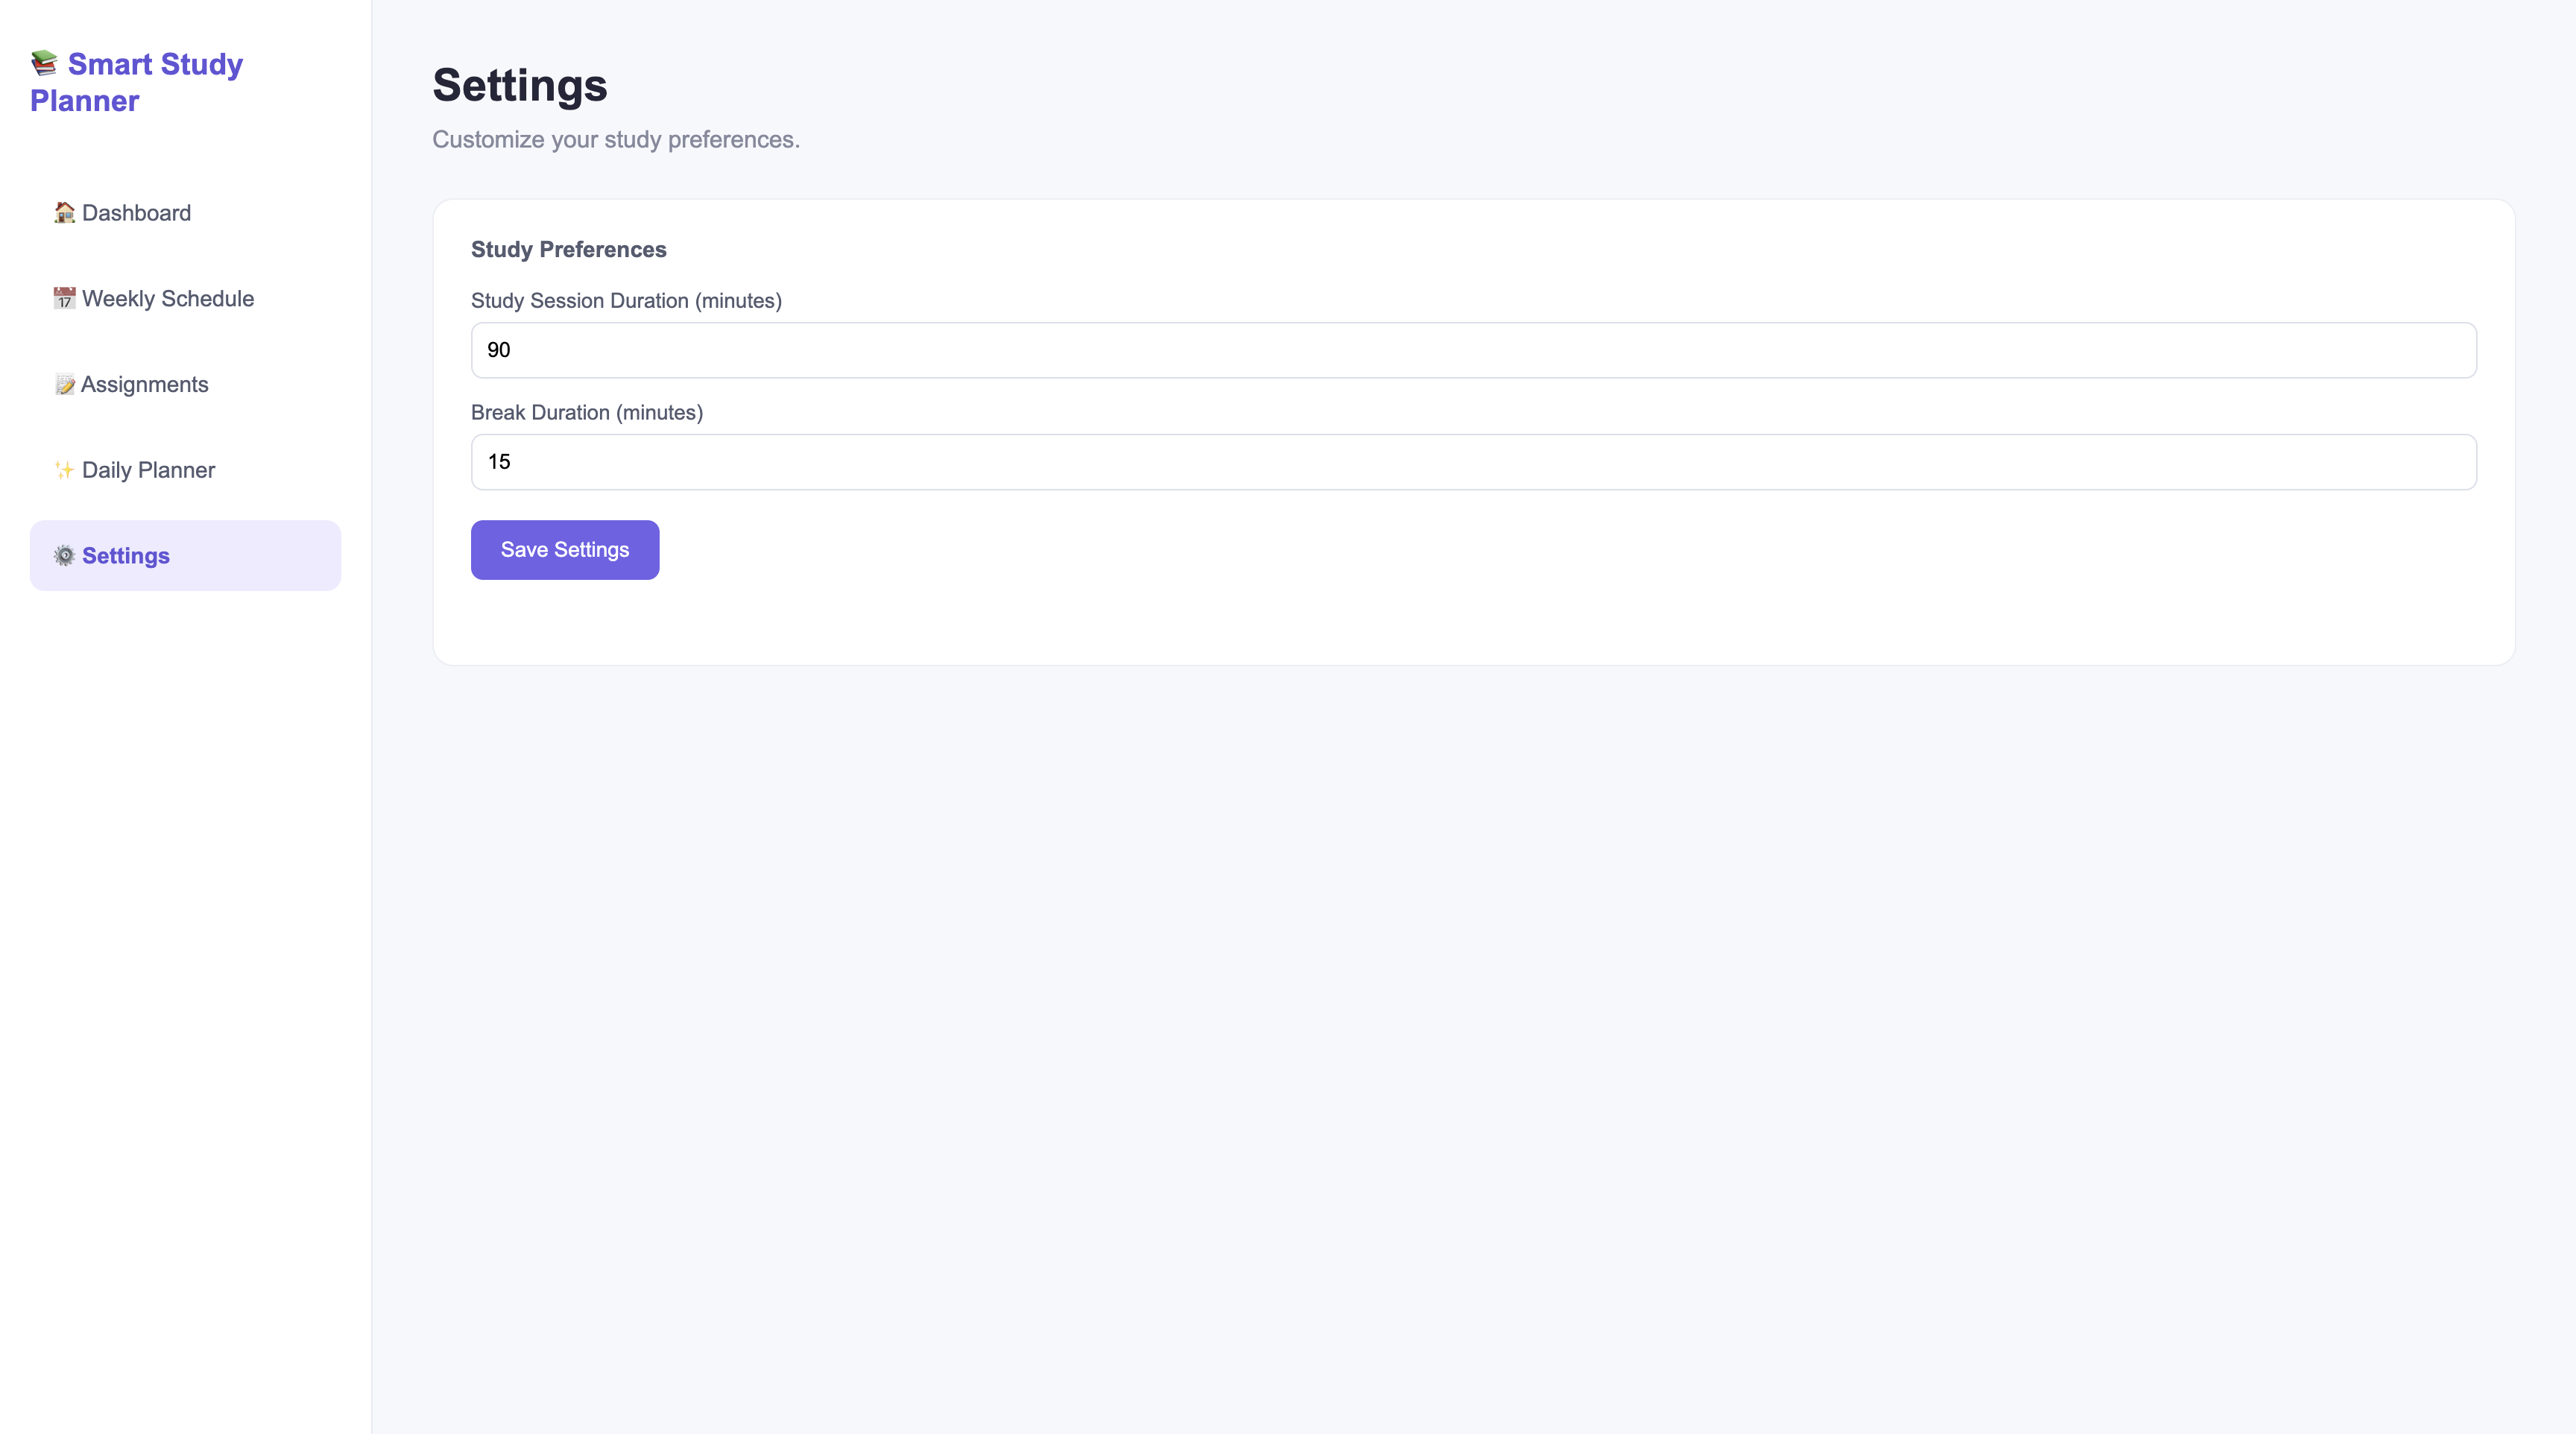 📚 Smart Study
Planner
🏠 Dashboard
📅 Weekly Schedule
📝 Assignments
✨ Daily Planner
⚙️ Settings
Settings
Customize your study preferences.
Study Preferences
Study Session Duration (minutes)
90
Break Duration (minutes)
15
Save Settings